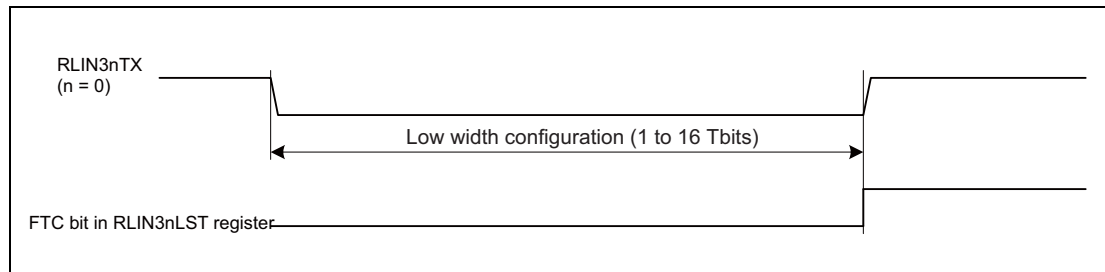 RLIN3nTX
(n = 0)
Low width configuration (1 to 16 Tbits)
FTC bit in RLIN3nLST register